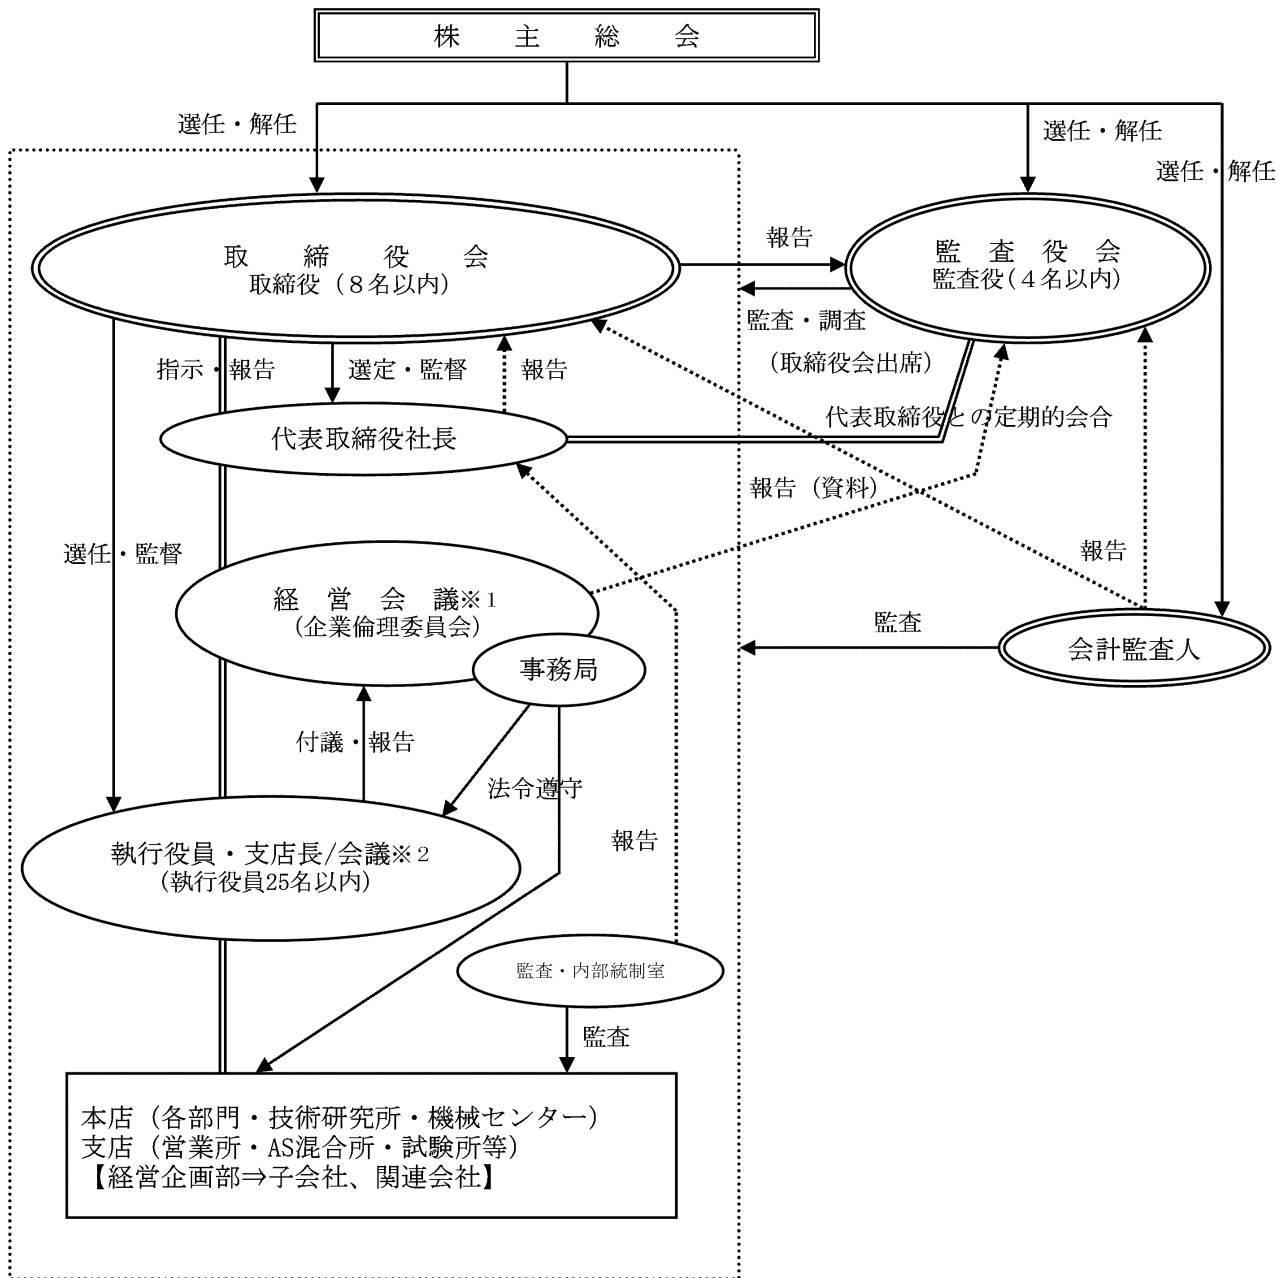 株 主 総 会
選任・解任
選任・解任
選任・解任
取 締 役 会
取締役（８名以内）
報告
監 査 役 会
監査役（４名以内）
監査・調査
（取締役会出席）
指示・報告
選定・監督
報告
代表取締役社長
代表取締役との定期的会合
報告（資料）
選任・監督
報告
経 営 会 議※１
（企業倫理委員会）
事務局
監査
会計監査人
付議・報告
法令遵守
報告
執行役員・支店長/会議※２
（執行役員25名以内）
監査・内部統制室
監査
本店（各部門・技術研究所・機械センター）
支店（営業所・AS混合所・試験所等）
【経営企画部⇒子会社、関連会社】